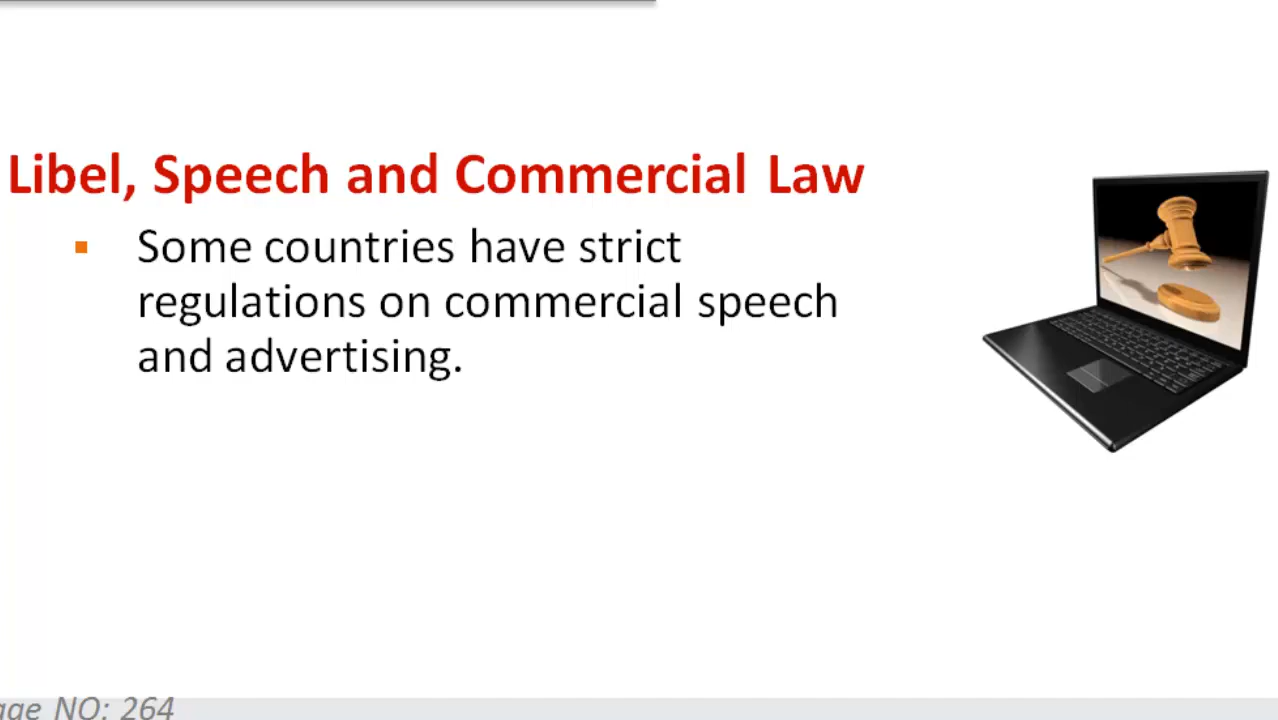 Libel, Speech and Commercial Law
▪ Some countries have strict
regulations on commercial speech
and advertising.
age NO: 264